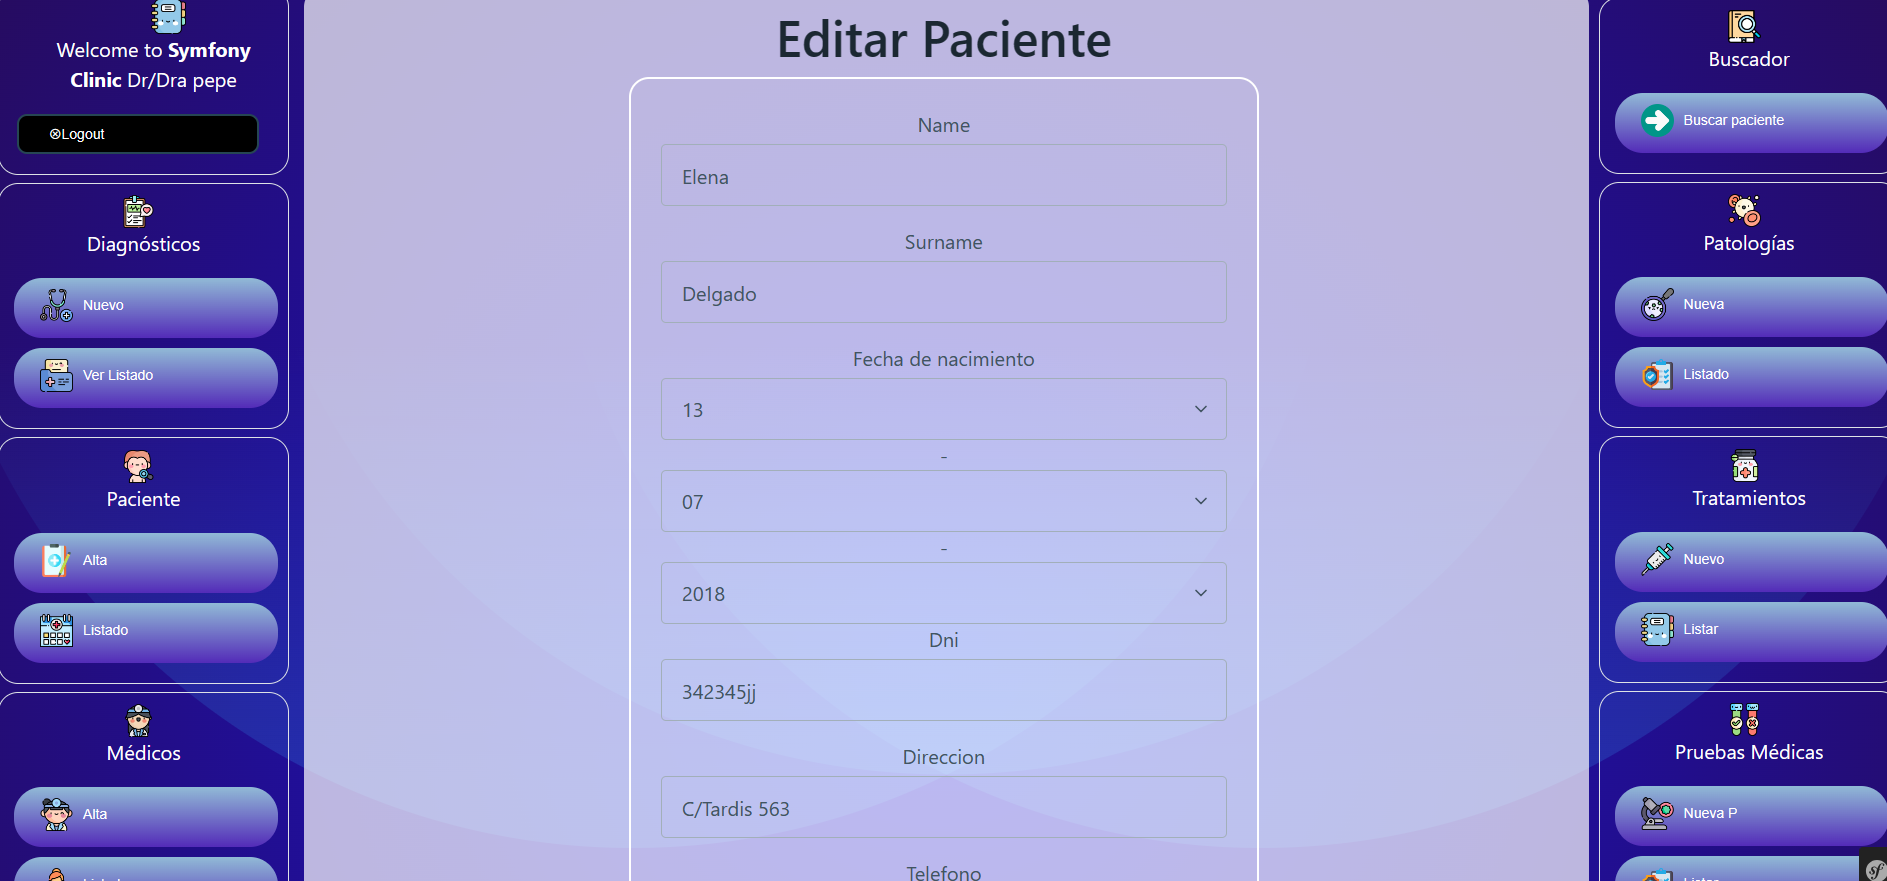 Welcome to Symfony
Clinic Dr/Dra pepe
⊗Logout
Diagnósticos
Nuevo
Ver Listado
Paciente
Alta
Listado
Médicos
Alta
Editar Paciente
Name
Elena
Surname
Delgado
Fecha de nacimiento
13
-
07
-
2018
Dni
342345jj
Direccion
C/Tardis 563
Telefono
Buscador
Buscar paciente
Patologías
Nueva
Listado
Tratamientos
Nuevo
Listar
Pruebas Médicas
Nueva P
sf